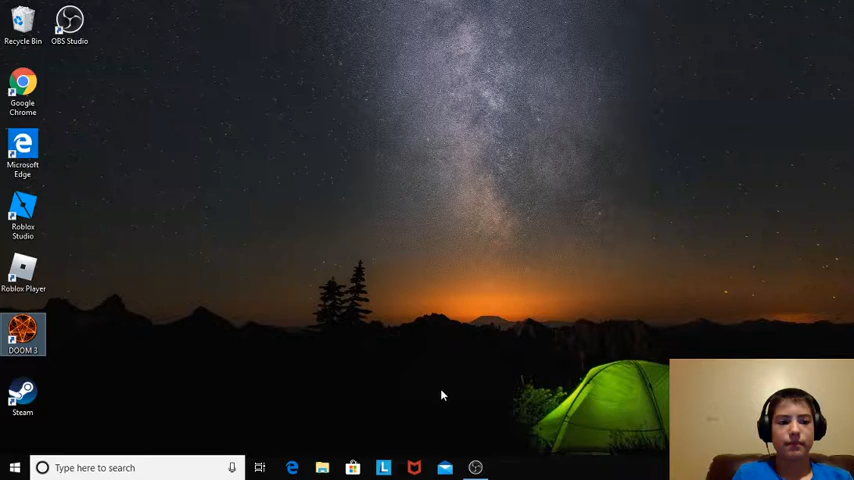 Recycle Bin
OBS Studio
Google
Chrome
Microsoft
Edge
Roblox
Studio
Roblox Player
DOOM 3
Steam
Type here to search
L